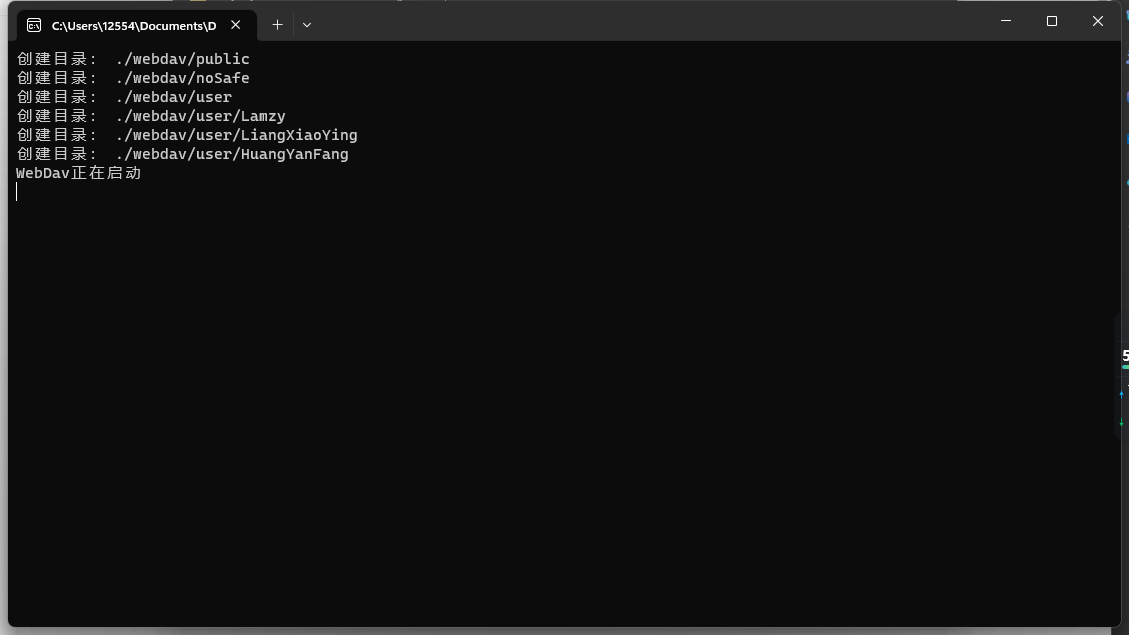 C:\Users\12554\Documents\D
创建目录： ./webdav/public
创建目录： ./webdav/noSafe
创建目录： ./webdav/user
创建目录： ./webdav/user/Lamzy
创建目录： ./webdav/user/LiangXiaoYing
创建目录： ./webdav/user/HuangYanFang
WebDav正在启动
5